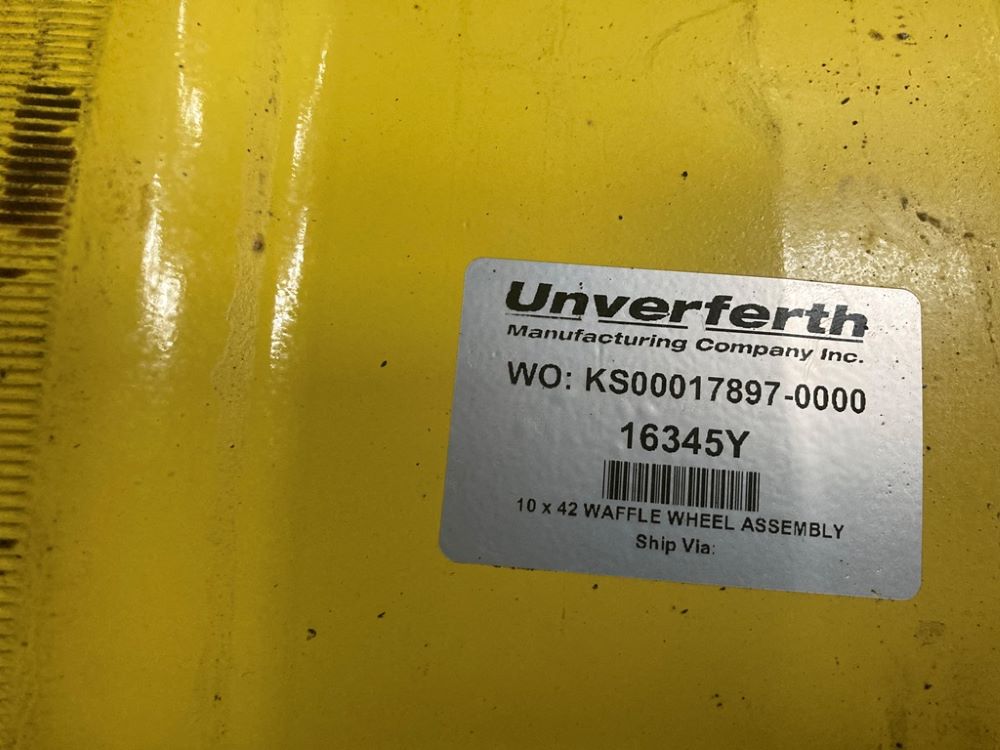 Unverferth
Manufacturing Company Inc.
WO: KS00017897-0000
16345Y
10 x 42 WAFFLE WHEEL ASSEMBLY
Ship Via: